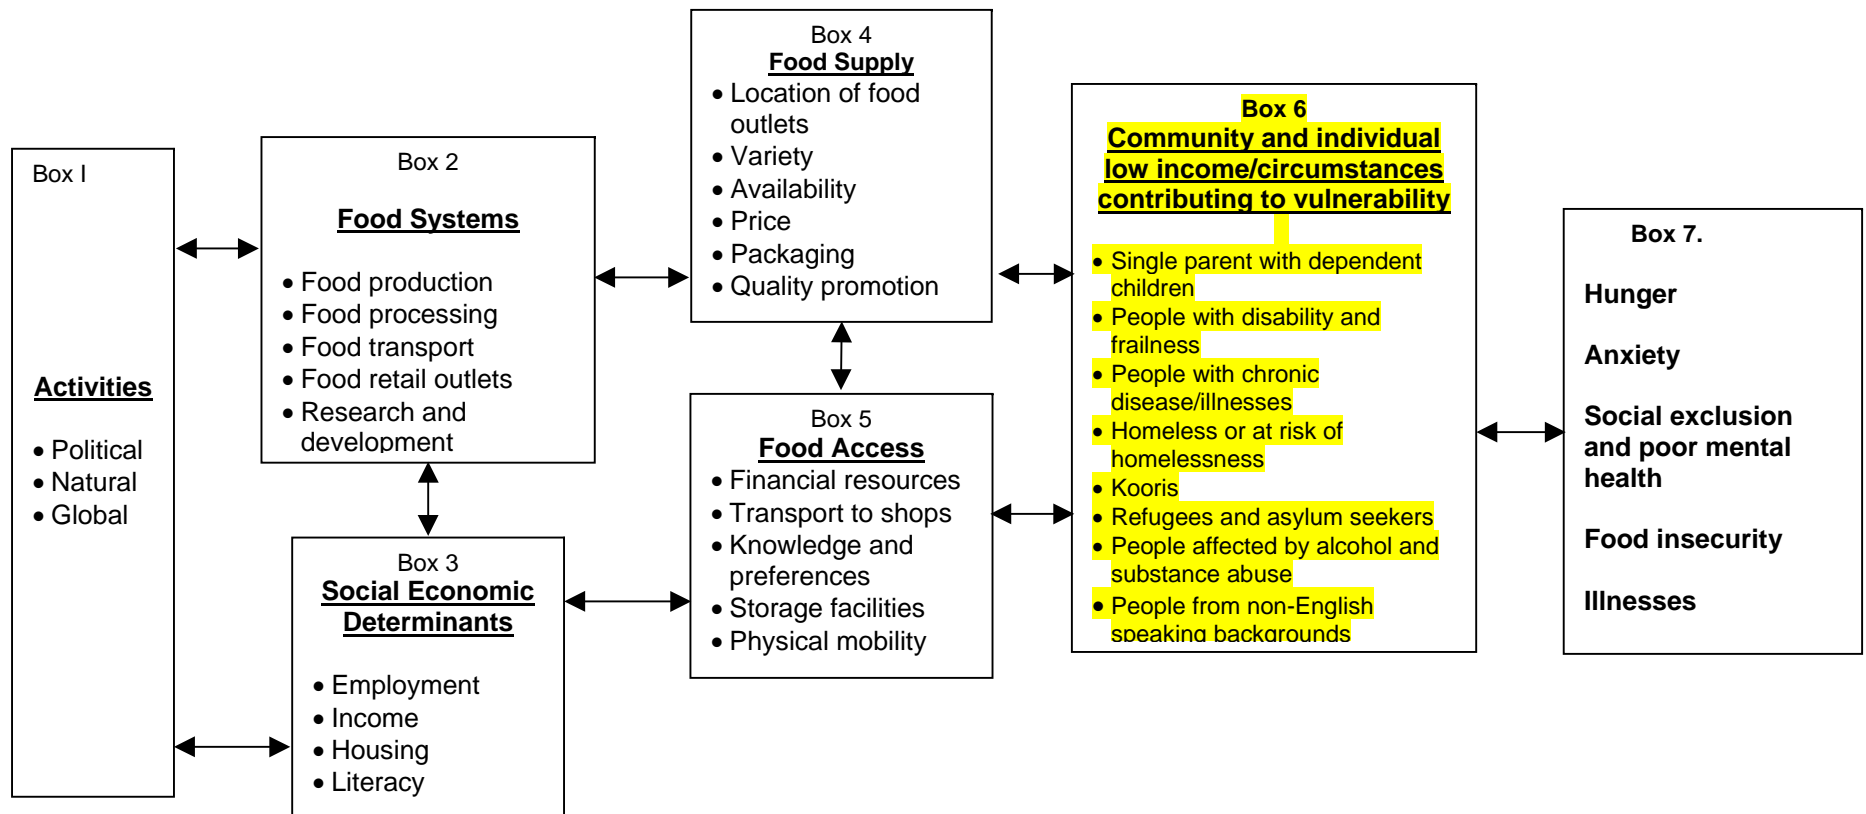 Box I
Activities
• Political
• Natural
• Global
Box 2
Food Systems
• Food production
• Food processing
• Food transport
• Food retail outlets
• Research and
development
Box 3
Social Economic
Determinants
• Employment
• Income
• Housing
• Literacy
Box 4
Food Supply
• Location of food
outlets
• Variety
• Availability
• Price
• Packaging
• Quality promotion
Box 5
Food Access
• Financial resources
• Transport to shops
• Knowledge and
preferences
• Storage facilities
• Physical mobility
Box 6
Community and individual
low income/circumstances
contributing to vulnerability
• Single parent with dependent
children
• People with disability and
frailness
• People with chronic
disease/illnesses
• Homeless or at risk of
homelessness
• Kooris
• Refugees and asylum seekers
• People affected by alcohol and
substance abuse
• People from non-English
speaking backgrounds
Box 7.
Hunger
Anxiety
Social exclusion
and poor mental
health
Food insecurity
Illnesses